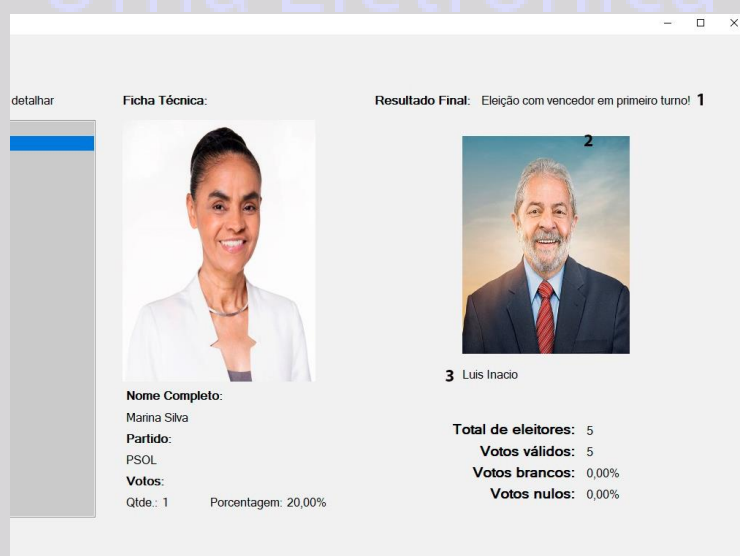 Urna Eletrônica
detalhar
Ficha Técnica:
Resultado Final: Eleição com vencedor em primeiro turno! 1
2
3 Luis Inacio
Nome Completo:
Marina Silva
Partido:
PSOL
Votos:
Qtde.: 1 Porcentagem: 20,00%
Total de eleitores: 5
Votos válidos: 5
Votos brancos: 0,00%
Votos nulos: 0,00%